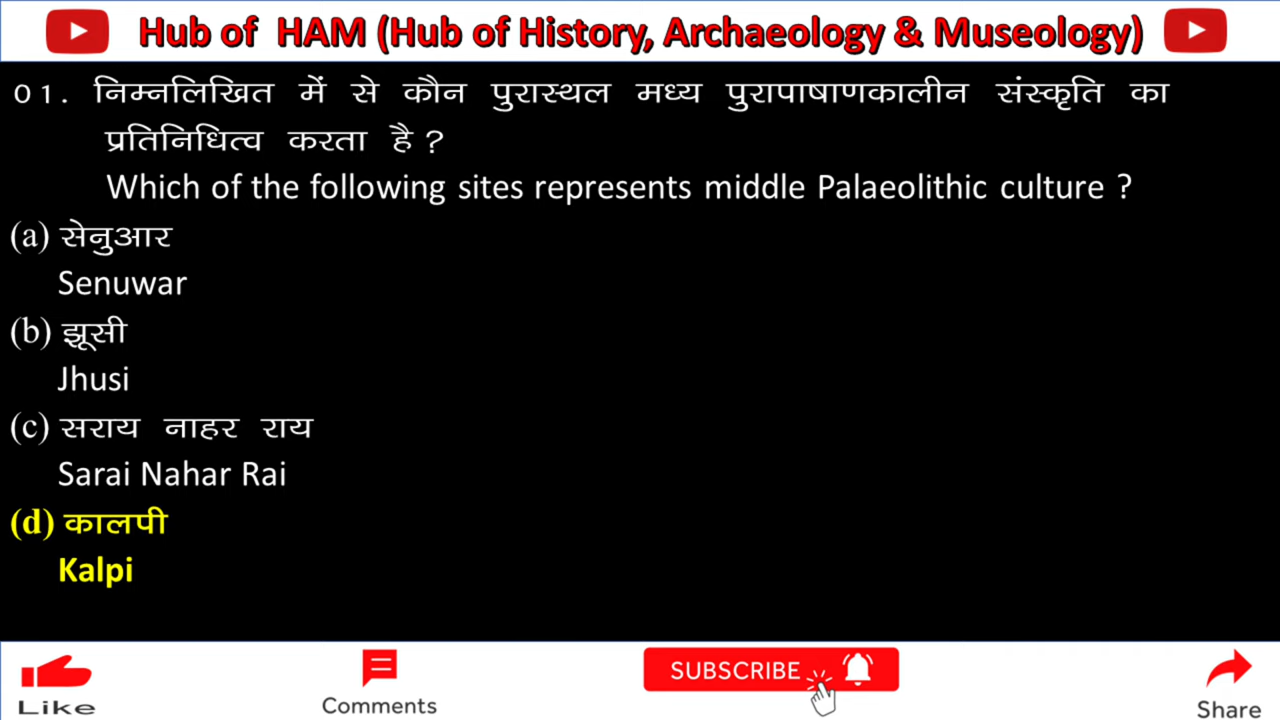 Hub of HAM (Hub of History, Archaeology & Museology)
01. निम्नलिखित में से कौन पुरास्थल मध्य पुरापाषाणकालीन संस्कृति का
प्रतिनिधित्व करता है ?
Which of the following sites represents middle Palaeolithic culture ?
(a) सेनुआर
Senuwar
(b) झूसी
Jhusi
(c) सराय नाहर राय
Sarai Nahar Rai
(d) कालपी
Kalpi
SUBSCRIBE
Like
Comments
Share